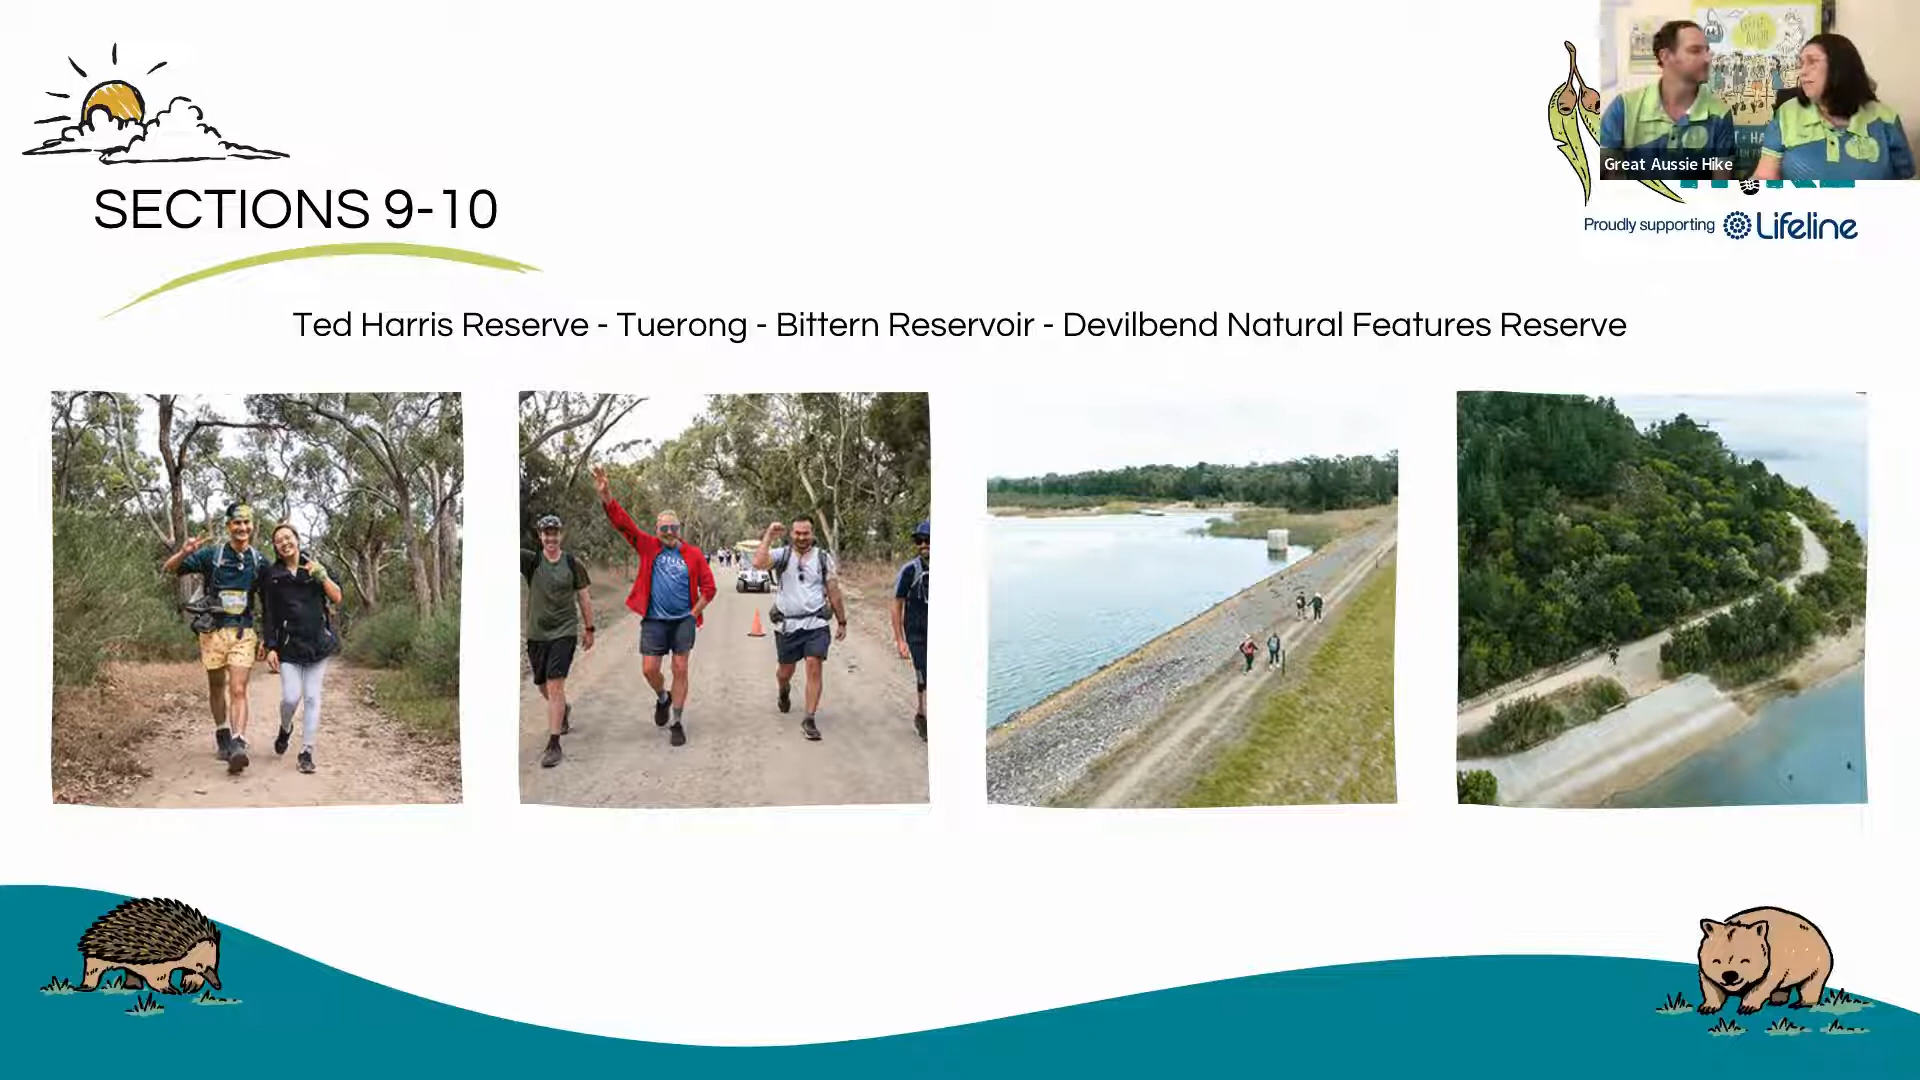 SECTIONS 9-10
Great Aussie Hike
Proudly supporting Lifeline
Ted Harris Reserve - Tuerong - Bittern Reservoir - Devilbend Natural Features Reserve